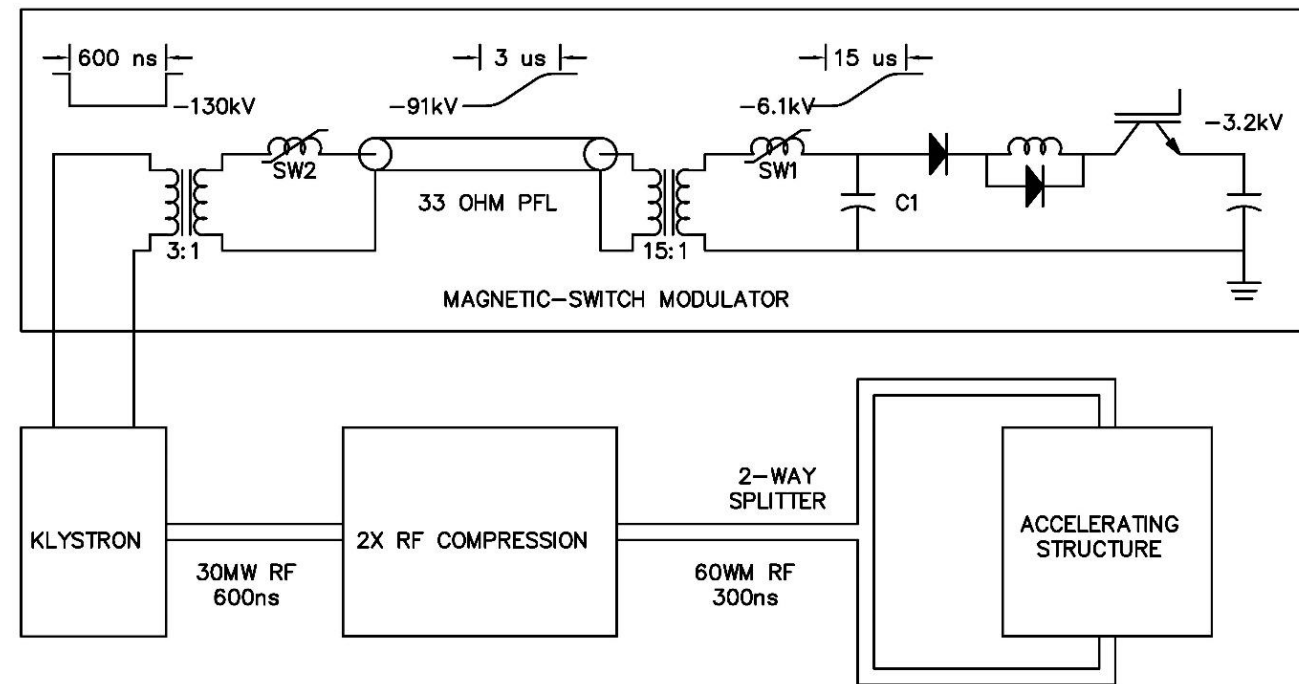 600 ns
3 us
15 us
-130kV
-91kV
-6.1kV
-3.2kV
SW2
SW1
33 OHM PFL
C1
3:1
15:1
MAGNETIC-SWITCH MODULATOR
2-WAY
SPLITTER
KLYSTRON
2X RF COMPRESSION
ACCELERATING
STRUCTURE
30MW RF
600ns
60WM RF
300ns